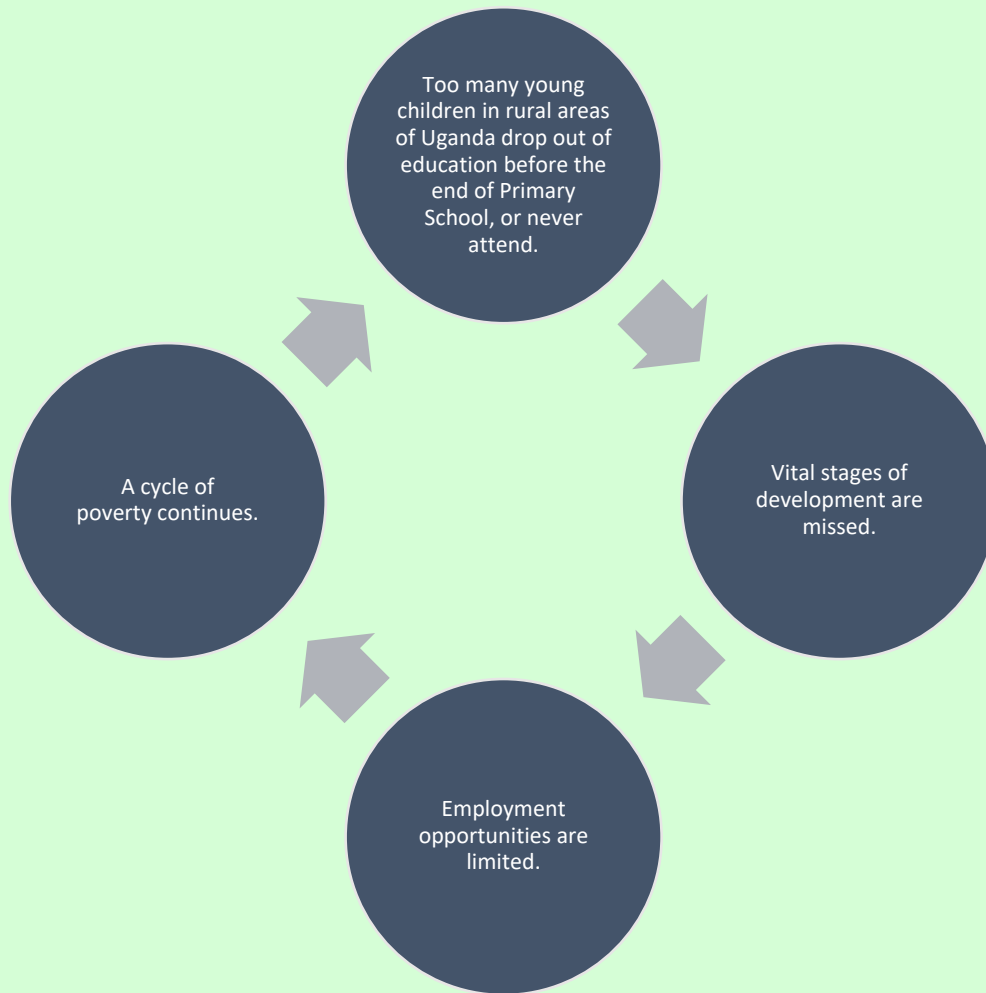 Too many young
children in rural areas
of Uganda drop out of
education before the
end of Primary
School, or never
attend.
Vital stages of
development are
missed.
Employment
opportunities are
limited.
A cycle of
poverty continues.